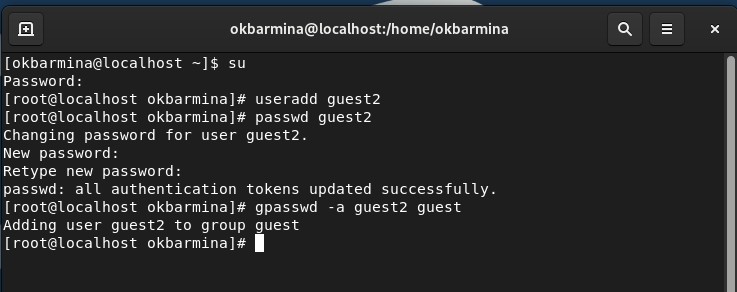 okbarmina@localhost:/home/okbarmina
[okbarmina@localhost ~]$ su
Password:
[root@localhost okbarmina]# useradd guest2
[root@localhost okbarmina]# passwd guest2
Changing password for user guest2.
New password:
Retype new password:
passwd: all authentication tokens updated successfully.
[root@localhost okbarmina]# gpasswd -a guest2 guest
Adding user guest2 to group guest
[root@localhost okbarmina]#